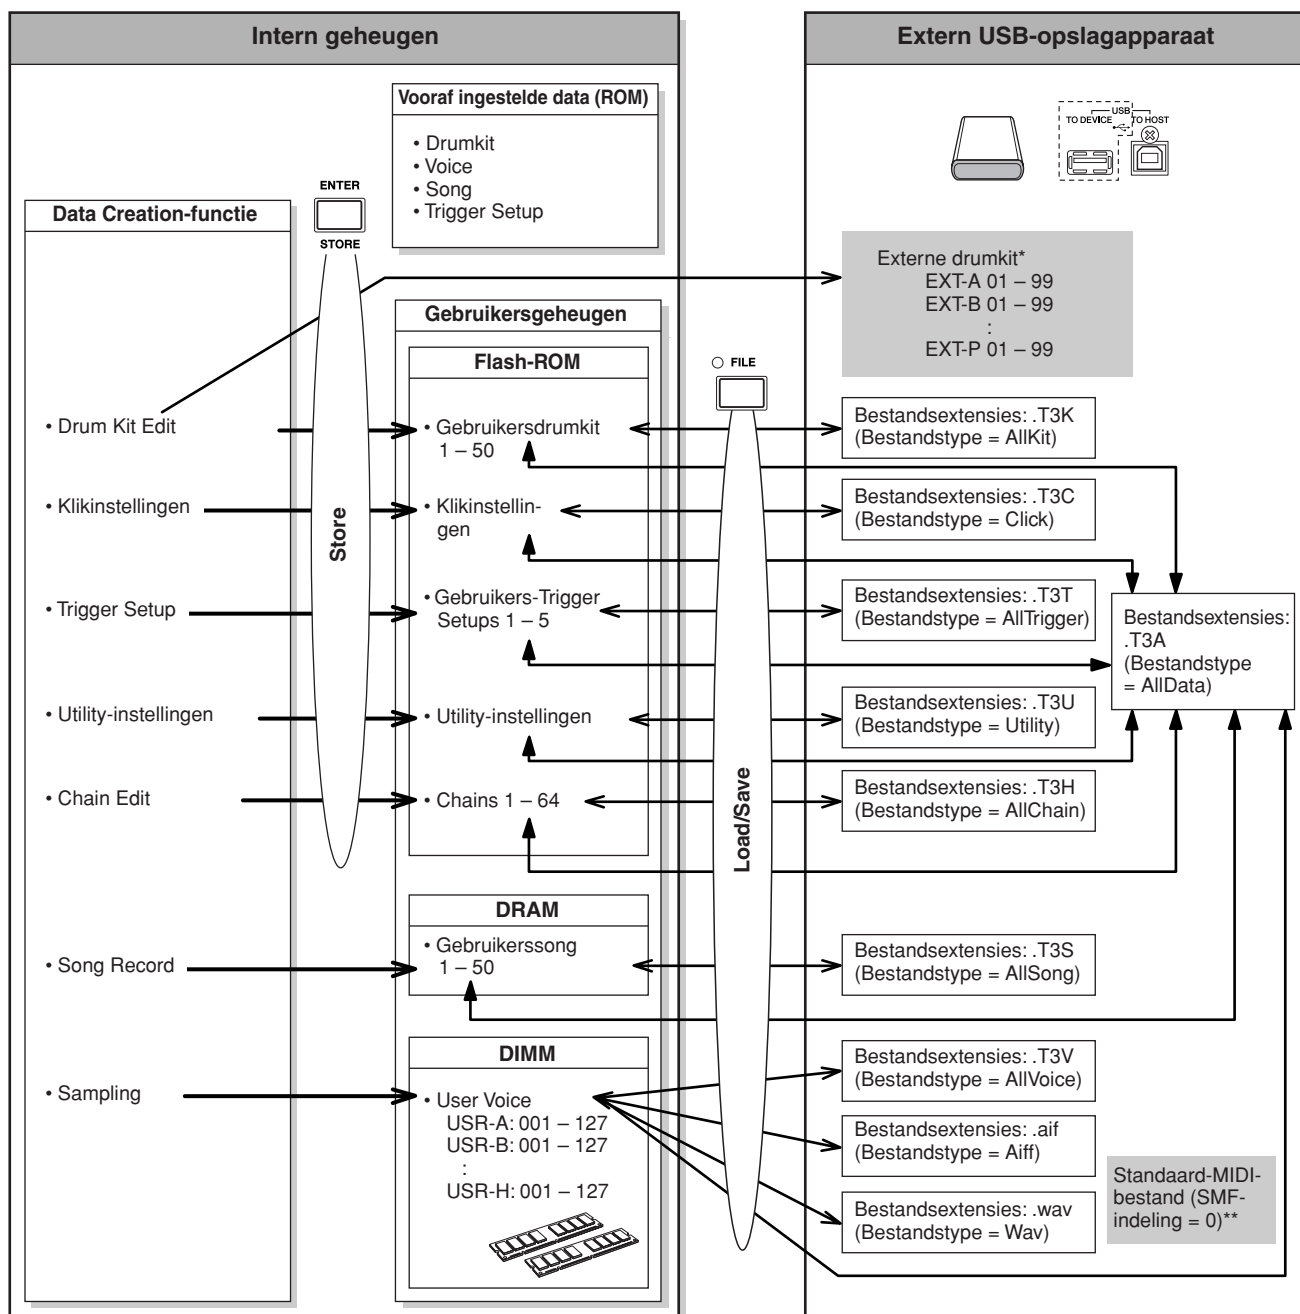 Intern geheugen
Extern USB-opslagapparaat
Vooraf ingestelde data (ROM)
• Drumkit
• Voice
• Song
• Trigger Setup
USB
TO DEVICE
TO HOST
ENTER
STORE
Data Creation-functie
Externe drumkit*
EXT-A 01 – 99
EXT-B 01 – 99
:
EXT-P 01 – 99
Gebruikersgeheugen
Flash-ROM
FILE
• Drum Kit Edit
• Gebruikersdrumkit
1 – 50
Bestandsextensies: .T3K
(Bestandstype = AllKit)
• Klikinstellingen
• Klikinstellin-
gen
Bestandsextensies: .T3C
(Bestandstype = Click)
Store
• Trigger Setup
• Gebruikers-Trigger
Setups 1 – 5
Bestandsextensies: .T3T
(Bestandstype = AllTrigger)
Bestandsextensies:
.T3A
(Bestandstype
= AllData)
• Utility-instellingen
• Utility-instellingen
Bestandsextensies: .T3U
(Bestandstype = Utility)
• Chain Edit
• Chains 1 – 64
Bestandsextensies: .T3H
(Bestandstype = AllChain)
Load/Save
DRAM
• Song Record
• Gebruikerssong
1 – 50
Bestandsextensies: .T3S
(Bestandstype = AllSong)
DIMM
• Sampling
• User Voice
USR-A: 001 – 127
USR-B: 001 – 127
:
USR-H: 001 – 127
Bestandsextensies: .T3V
(Bestandstype = AllVoice)
Bestandsextensies: .aif
(Bestandstype = Aiff)
Bestandsextensies: .wav
(Bestandstype = Wav)
Standaard-MIDI-
bestand (SMF-
indeling = 0)**